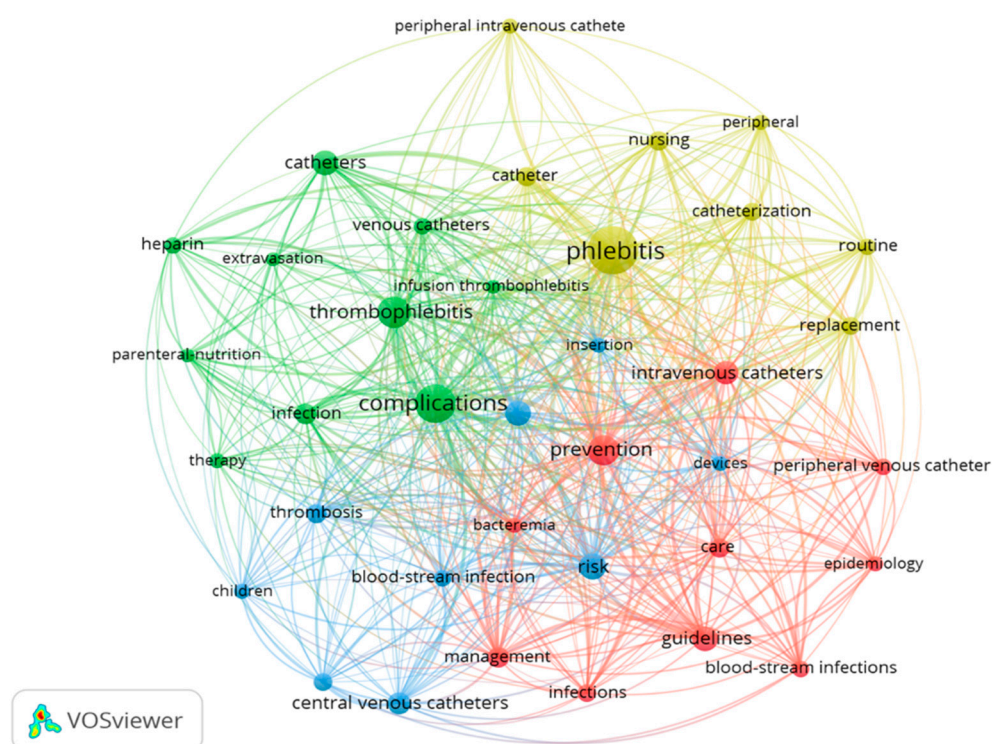 peripheral intravenous cathete
peripheral
nursing
catheters
catheter
catheterization
venous catheters
phlebitis
heparin
routine
extravasation
infusion thrombophlebitis
thrombophlebitis
replacement
insertion
parenteral-nutrition
intravenous catheters
complications
infection
prevention
therapy
devices
peripheral venous catheter
thrombosis
bacteremia
care
epidemiology
risk
blood-stream infection
children
guidelines
management
blood-stream infections
infections
central venous catheters
VOSviewer